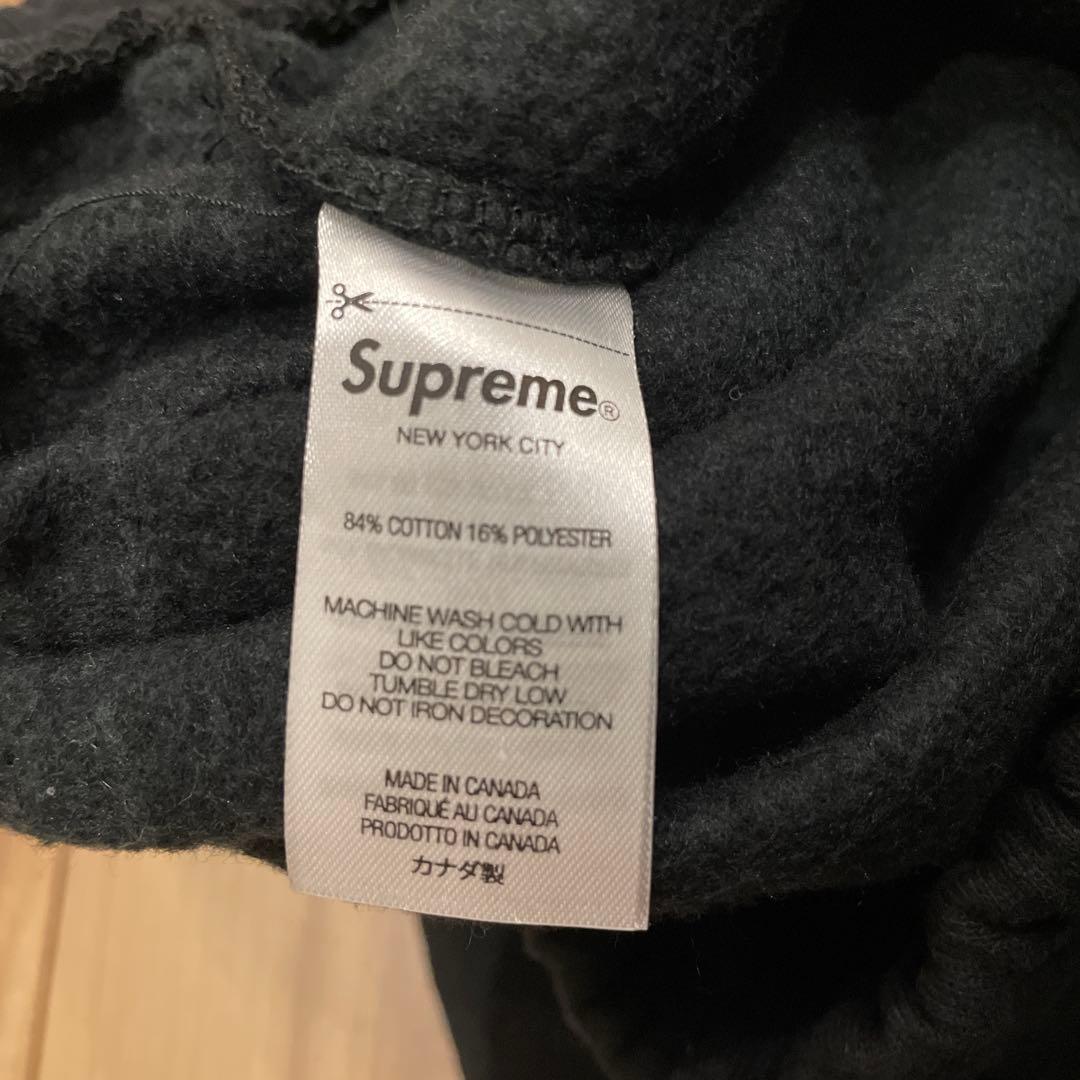 Supreme®
NEW YORK CITY
84% COTTON 16% POLYESTER
MACHINE WASH COLD WITH
LIKE COLORS
DO NOT BLEACH
TUMBLE DRY LOW
DO NOT IRON DECORATION
MADE IN CANADA
FABRIQUÉ AU CANADA
PRODOTTO IN CANADA
カナダ製